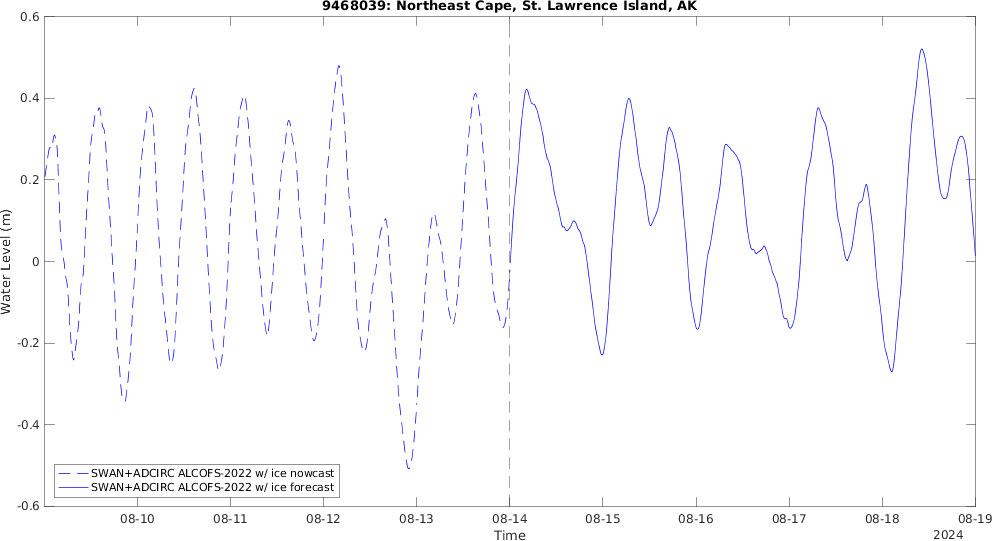 9468039: Northeast Cape, St. Lawrence Island, AK
0.6
0.4
0.2
0
-0.2
-0.4
-0.6
Water Level (m)
SWAN+ADCIRC ALCOFS-2022 w/ ice nowcast
SWAN+ADCIRC ALCOFS-2022 w/ ice forecast
08-10 08-11 08-12 08-13 08-14 08-15 08-16 08-17 08-18 08-19
Time
2024